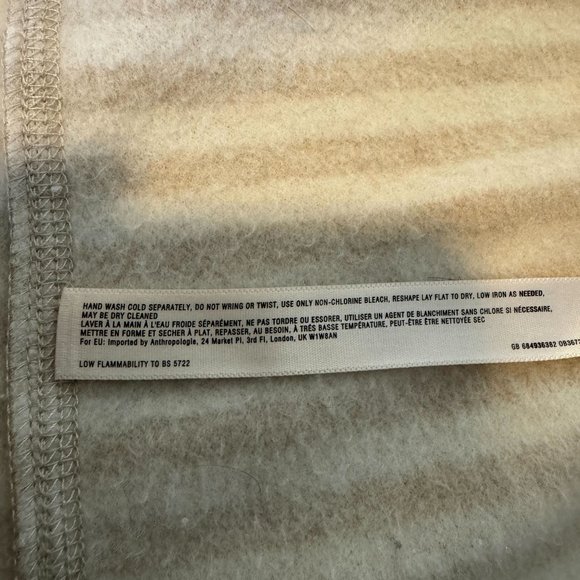 HAND WASH COLD SEPARATELY, DO NOT WRING OR TWIST, USE ONLY NON-CHLORINE BLEACH, RESHAPE LAY FLAT TO DRY, LOW IRON AS NEEDED,
MAY BE DRY CLEANED
LAVER À LA MAIN À L'EAU FROIDE SÉPARÉMENT, NE PAS TORDRE OU ESSORER, UTILISER UN AGENT DE BLANCHIMENT SANS CHLORE SI NÉCESSAIRE,
METTRE EN FORME ET SECHER À PLAT, REPASSER, AU BESOIN, À TRÉS BASSE TEMPÉRATURE, PEUT-ÊTRE ÊTRE NETTOYÉE SEC
For EU: Imported by Anthropologie, 24 Market Pl, 3rd Fl, London, UK W1W8AN
GB 684936382
LOW FLAMMABILITY TO BS 5722